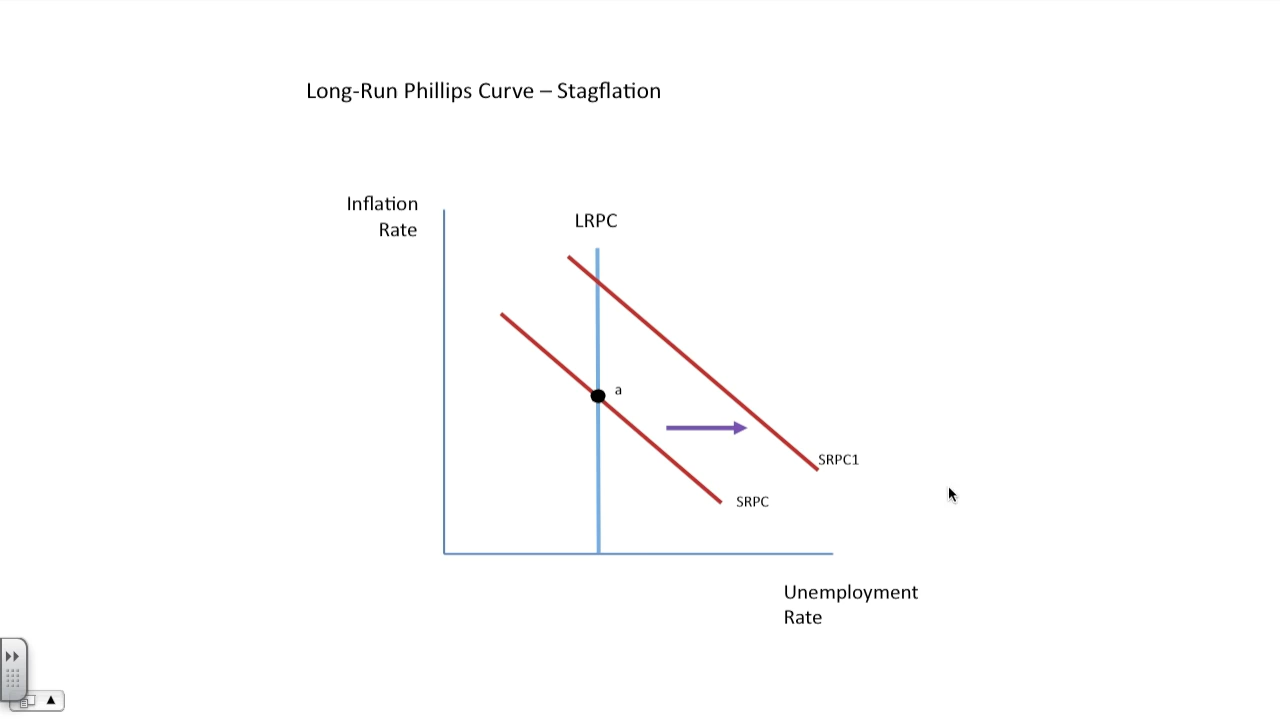 Long-Run Phillips Curve – Stagflation
Inflation
Rate
LRPC
a
SRPC1
SRPC
Unemployment
Rate